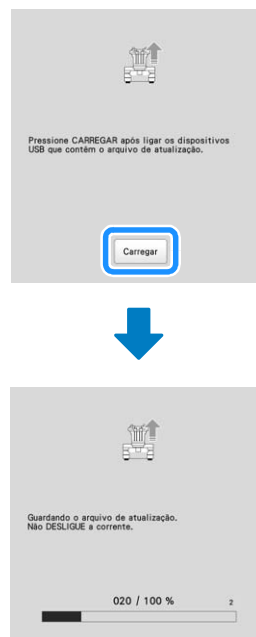 Pressione CARREGAR após ligar os dispositivos
USB que contêm o arquivo de atualização.
Carregar
Guardando o arquivo de atualização.
Não DESLIGUE a corrente.
020 / 100 % 2